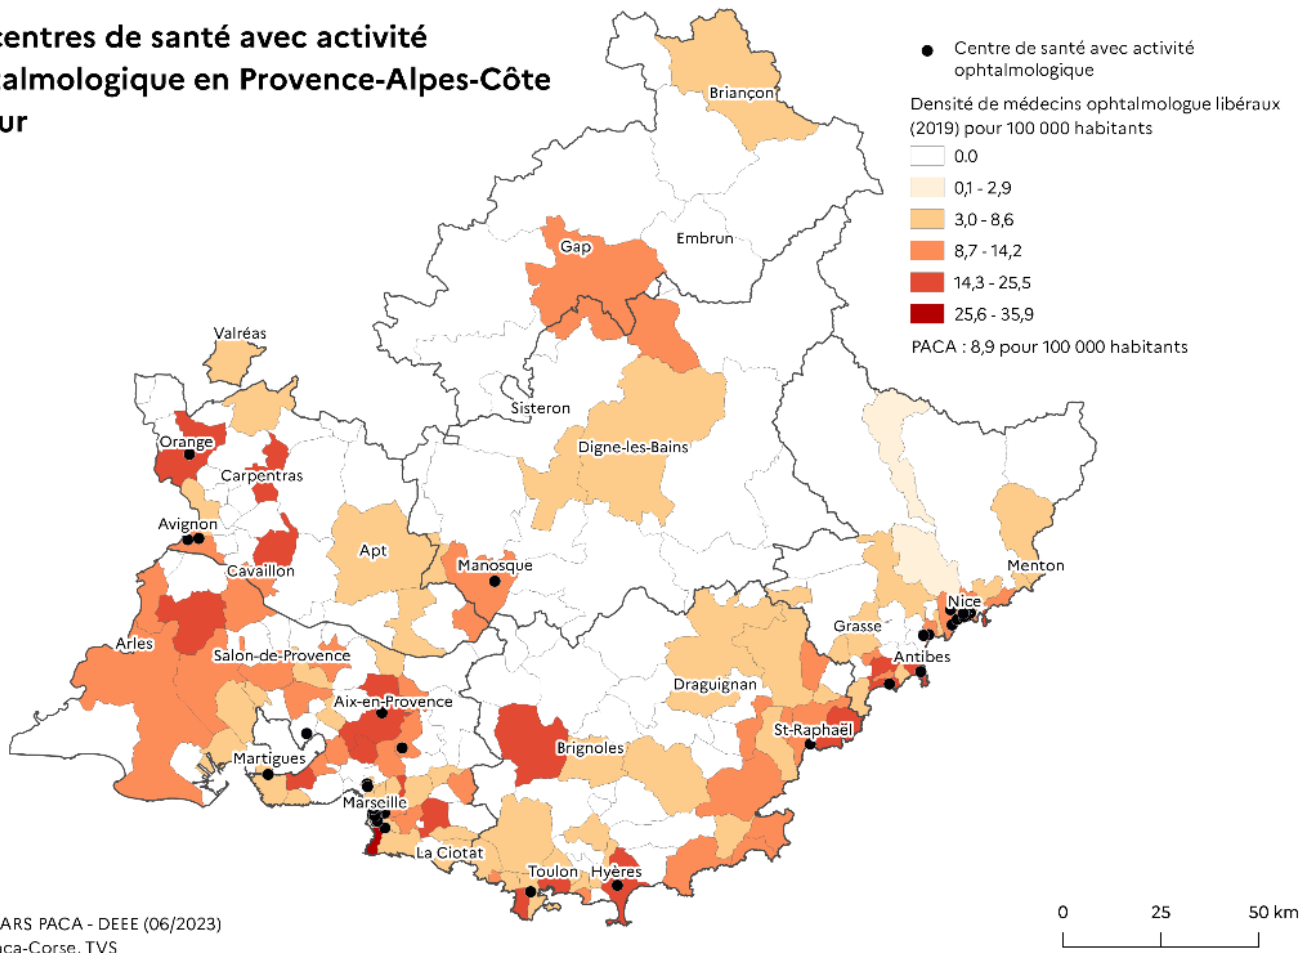 centres de santé avec activité
talmologique en Provence-Alpes-Côte
ur
Centre de santé avec activité
ophtalmologique
Densité de médecins ophtalmologue libéraux
(2019) pour 100 000 habitants
0.0
0,1 - 2,9
3,0 - 8,6
8,7 - 14,2
14,3 - 25,5
25,6 - 35,9
PACA : 8,9 pour 100 000 habitants
Briançon
Embrun
Gap
Valréas
Sisteron
Orange
Digne-les-Bains
Carpentras
Avignon
Apt
Manosque
Cavaillon
Menton
Nice
Grasse
Arles
Salon-de-Provence
Antibes
Draguignan
Aix-en-Provence
St-Raphaël
Brignoles
Martigues
Marseille
La Ciotat
Toulon
Hyères
0 25 50 km
ARS PACA - DEEE (06/2023)
aca-Corse, TVS